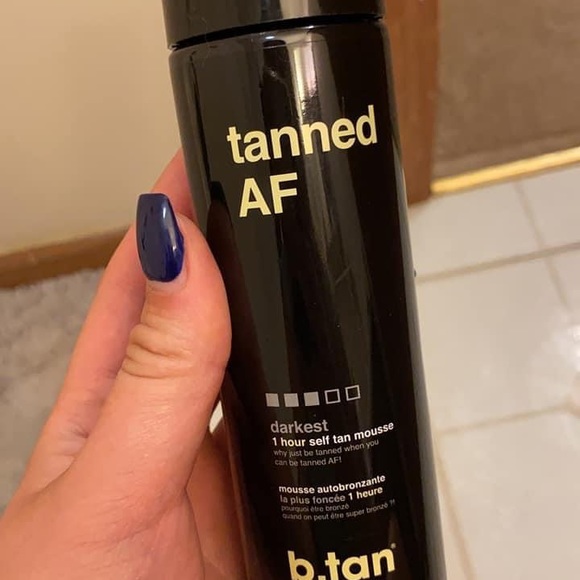 tanned
AF
darkest
1 hour self tan mousse
why just be tanned when you
can be tanned AF!
mousse autobronzante
la plus foncée 1 heure
pourquoi être bronzé
quand on peut être super bronzé ?!
b.tan®